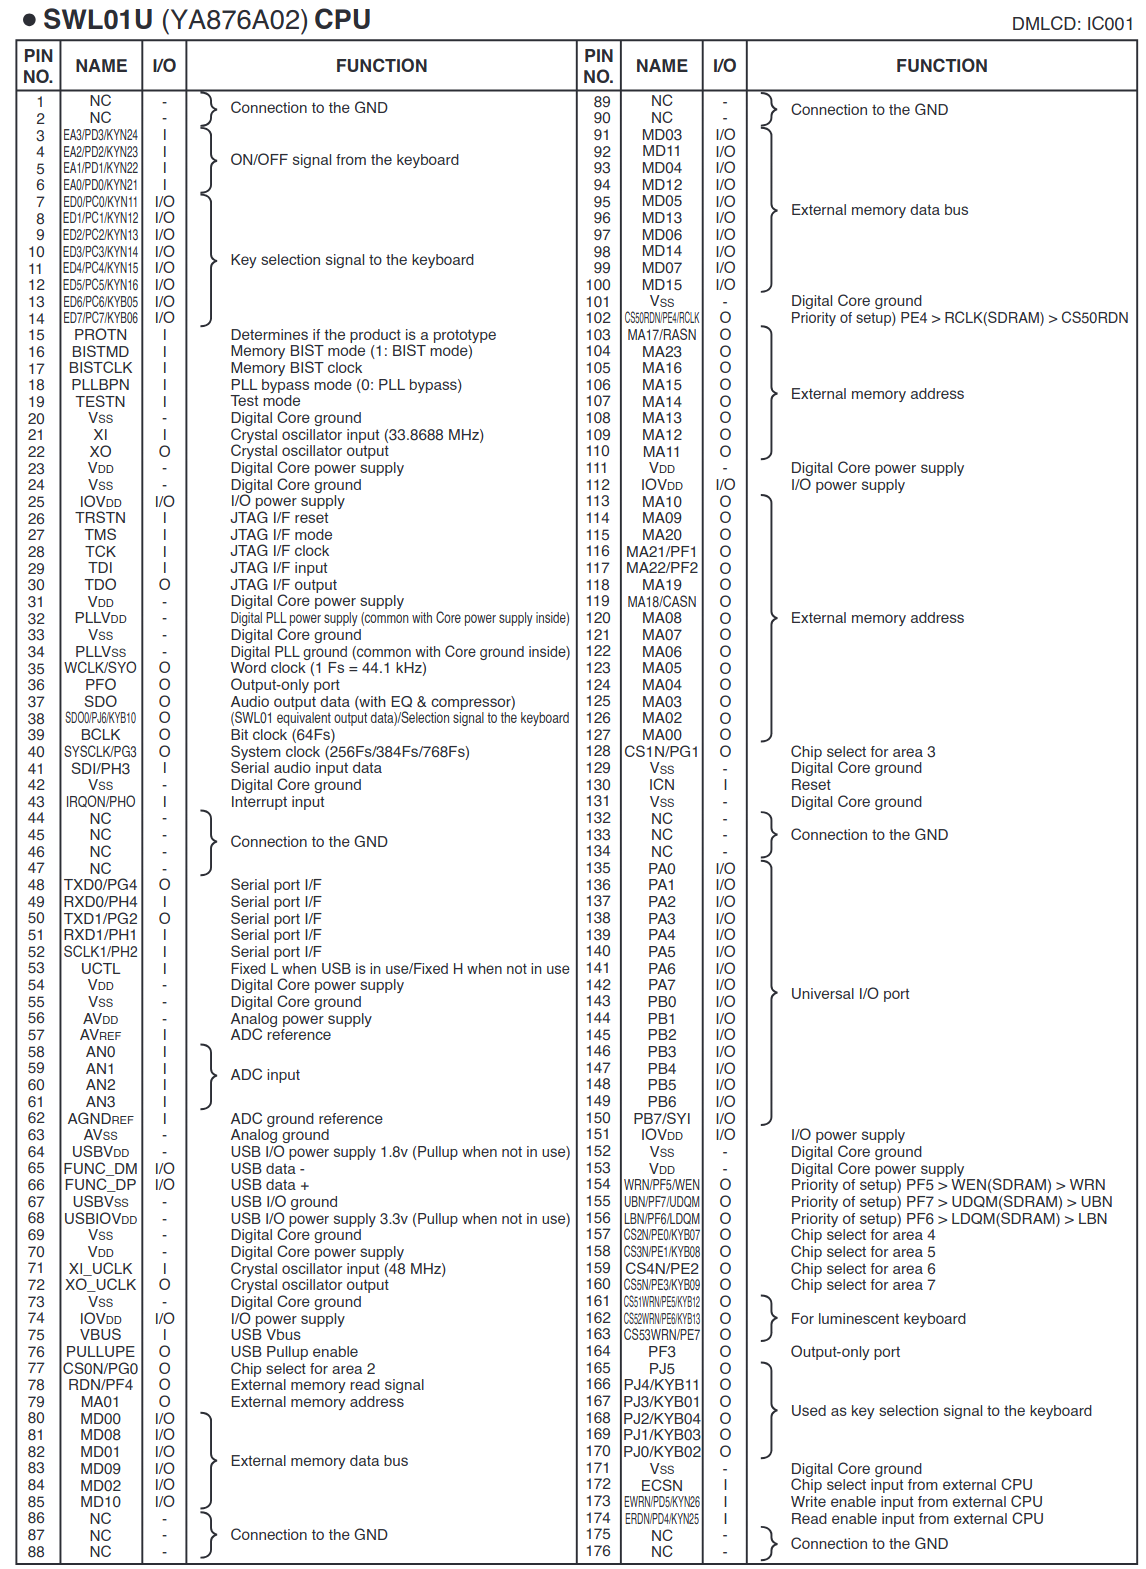 ● SWL01U (YA876A02) CPU
DMLCD: IC001
PIN NO. NAME I/O FUNCTION
1 NC -
Connection to the GND
2 NC -
3 EA3/PD3/KYN24 I
4 EA2/PD2/KYN23 I
ON/OFF signal from the keyboard
5 EA1/PD1/KYN22 I
6 EA0/PD0/KYN21 I
7 ED0/PC0/KYN11 I/O
8 ED1/PC1/KYN12 I/O
9 ED2/PC2/KYN13 I/O
10 ED3/PC3/KYN14 I/O
Key selection signal to the keyboard
11 ED4/PC4/KYN15 I/O
12 ED5/PC5/KYN16 I/O
13 ED6/PC6/KYB05 I/O
14 ED7/PC7/KYB06 I/O
15 PROTN I Determines if the product is a prototype
16 BISTMD I Memory BIST mode (1: BIST mode)
17 BISTCLK I Memory BIST clock
18 PLLBPN I PLL bypass mode (0: PLL bypass)
19 TESTN I Test mode
20 VSS - Digital Core ground
21 XI I Crystal oscillator input (33.8688 MHz)
22 XO O Crystal oscillator output
23 VDD - Digital Core power supply
24 VSS - Digital Core ground
25 IOVDD I/O I/O power supply
26 TRSTN I JTAG I/F reset
27 TMS I JTAG I/F mode
28 TCK I JTAG I/F clock
29 TDI I JTAG I/F input
30 TDO O JTAG I/F output
31 VDD - Digital Core power supply
32 PLLVDD - Digital PLL power supply (common with Core power supply inside)
33 VSS - Digital Core ground
34 PLLVSS - Digital PLL ground (common with Core ground inside)
35 WCLK/SYO O Word clock (1 Fs = 44.1 kHz)
36 PFO O Output-only port
37 SDO O Audio output data (with EQ & compressor)
38 SDO0/PJ6/KYB10 O (SWL01 equivalent output data)/Selection signal to the keyboard
39 BCLK O Bit clock (64Fs)
40 SYSCLK/PG3 O System clock (256Fs/384Fs/768Fs)
41 SDI/PH3 I Serial audio input data
42 VSS - Digital Core ground
43 IRQON/PHO I Interrupt input
44 NC -
45 NC -
Connection to the GND
46 NC -
47 NC -
48 TXD0/PG4 O Serial port I/F
49 RXD0/PH4 I Serial port I/F
50 TXD1/PG2 O Serial port I/F
51 RXD1/PH1 I Serial port I/F
52 SCLK1/PH2 I Serial port I/F
53 UCTL I Fixed L when USB is in use/Fixed H when not in use
54 VDD - Digital Core power supply
55 VSS - Digital Core ground
56 AVDD - Analog power supply
57 AVREF I ADC reference
58 AN0 I
59 AN1 I
ADC input
60 AN2 I
61 AN3 I
62 AGNDREF I ADC ground reference
63 AVSS - Analog ground
64 USBVDD - USB I/O power supply 1.8v (Pullup when not in use)
65 FUNC_DM I/O USB data -
66 FUNC_DP I/O USB data +
67 USBVSS - USB I/O ground
68 USBIOVDD - USB I/O power supply 3.3v (Pullup when not in use)
69 VSS - Digital Core ground
70 VDD - Digital Core power supply
71 XI_UCLK I Crystal oscillator input (48 MHz)
72 XO_UCLK O Crystal oscillator output
73 VSS - Digital Core ground
74 IOVDD I/O I/O power supply
75 VBUS I USB Vbus
76 PULLUPE O USB Pullup enable
77 CS0N/PG0 O Chip select for area 2
78 RDN/PF4 O External memory read signal
79 MA01 O External memory address
80 MD00 I/O
81 MD08 I/O
82 MD01 I/O
External memory data bus
83 MD09 I/O
84 MD02 I/O
85 MD10 I/O
86 NC -
87 NC -
Connection to the GND
88 NC -
PIN NO. NAME I/O FUNCTION
89 NC -
Connection to the GND
90 NC -
91 MD03 I/O
92 MD11 I/O
93 MD04 I/O
94 MD12 I/O
95 MD05 I/O
External memory data bus
96 MD13 I/O
97 MD06 I/O
98 MD14 I/O
99 MD07 I/O
100 MD15 I/O
101 VSS - Digital Core ground
102 CS50RDN/PE4/RCLK O Priority of setup) PE4 > RCLK(SDRAM) > CS50RDN
103 MA17/RASN O
104 MA23 O
105 MA16 O
106 MA15 O
External memory address
107 MA14 O
108 MA13 O
109 MA12 O
110 MA11 O
111 VDD - Digital Core power supply
112 IOVDD I/O I/O power supply
113 MA10 O
114 MA09 O
115 MA20 O
116 MA21/PF1 O
117 MA22/PF2 O
118 MA19 O
119 MA18/CASN O
120 MA08 O External memory address
121 MA07 O
122 MA06 O
123 MA05 O
124 MA04 O
125 MA03 O
126 MA02 O
127 MA00 O
128 CS1N/PG1 O Chip select for area 3
129 VSS - Digital Core ground
130 ICN I Reset
131 VSS - Digital Core ground
132 NC -
133 NC - Connection to the GND
134 NC -
135 PA0 I/O
136 PA1 I/O
137 PA2 I/O
138 PA3 I/O
139 PA4 I/O
140 PA5 I/O
141 PA6 I/O
142 PA7 I/O
Universal I/O port
143 PB0 I/O
144 PB1 I/O
145 PB2 I/O
146 PB3 I/O
147 PB4 I/O
148 PB5 I/O
149 PB6 I/O
150 PB7/SYI I/O
151 IOVDD I/O I/O power supply
152 VSS - Digital Core ground
153 VDD - Digital Core power supply
154 WRN/PF5/WEN O Priority of setup) PF5 > WEN(SDRAM) > WRN
155 UBN/PF7/UDQM O Priority of setup) PF7 > UDQM(SDRAM) > UBN
156 LBN/PF6/LDQM O Priority of setup) PF6 > LDQM(SDRAM) > LBN
157 CS2N/PE0/KYB07 O Chip select for area 4
158 CS3N/PE1/KYB08 O Chip select for area 5
159 CS4N/PE2 O Chip select for area 6
160 CS5N/PE3/KYB09 O Chip select for area 7
161 CS51WRN/PE5/KYB12 O
162 CS52WRN/PE6/KYB13 O For luminescent keyboard
163 CS53WRN/PE7 O
164 PF3 O Output-only port
165 PJ5 O
166 PJ4/KYB11 O
167 PJ3/KYB01 O
Used as key selection signal to the keyboard
168 PJ2/KYB04 O
169 PJ1/KYB03 O
170 PJ0/KYB02 O
171 VSS - Digital Core ground
172 ECSN I Chip select input from external CPU
173 EWRN/PD5/KYN26 I Write enable input from external CPU
174 ERDN/PD4/KYN25 I Read enable input from external CPU
175 NC -
Connection to the GND
176 NC -